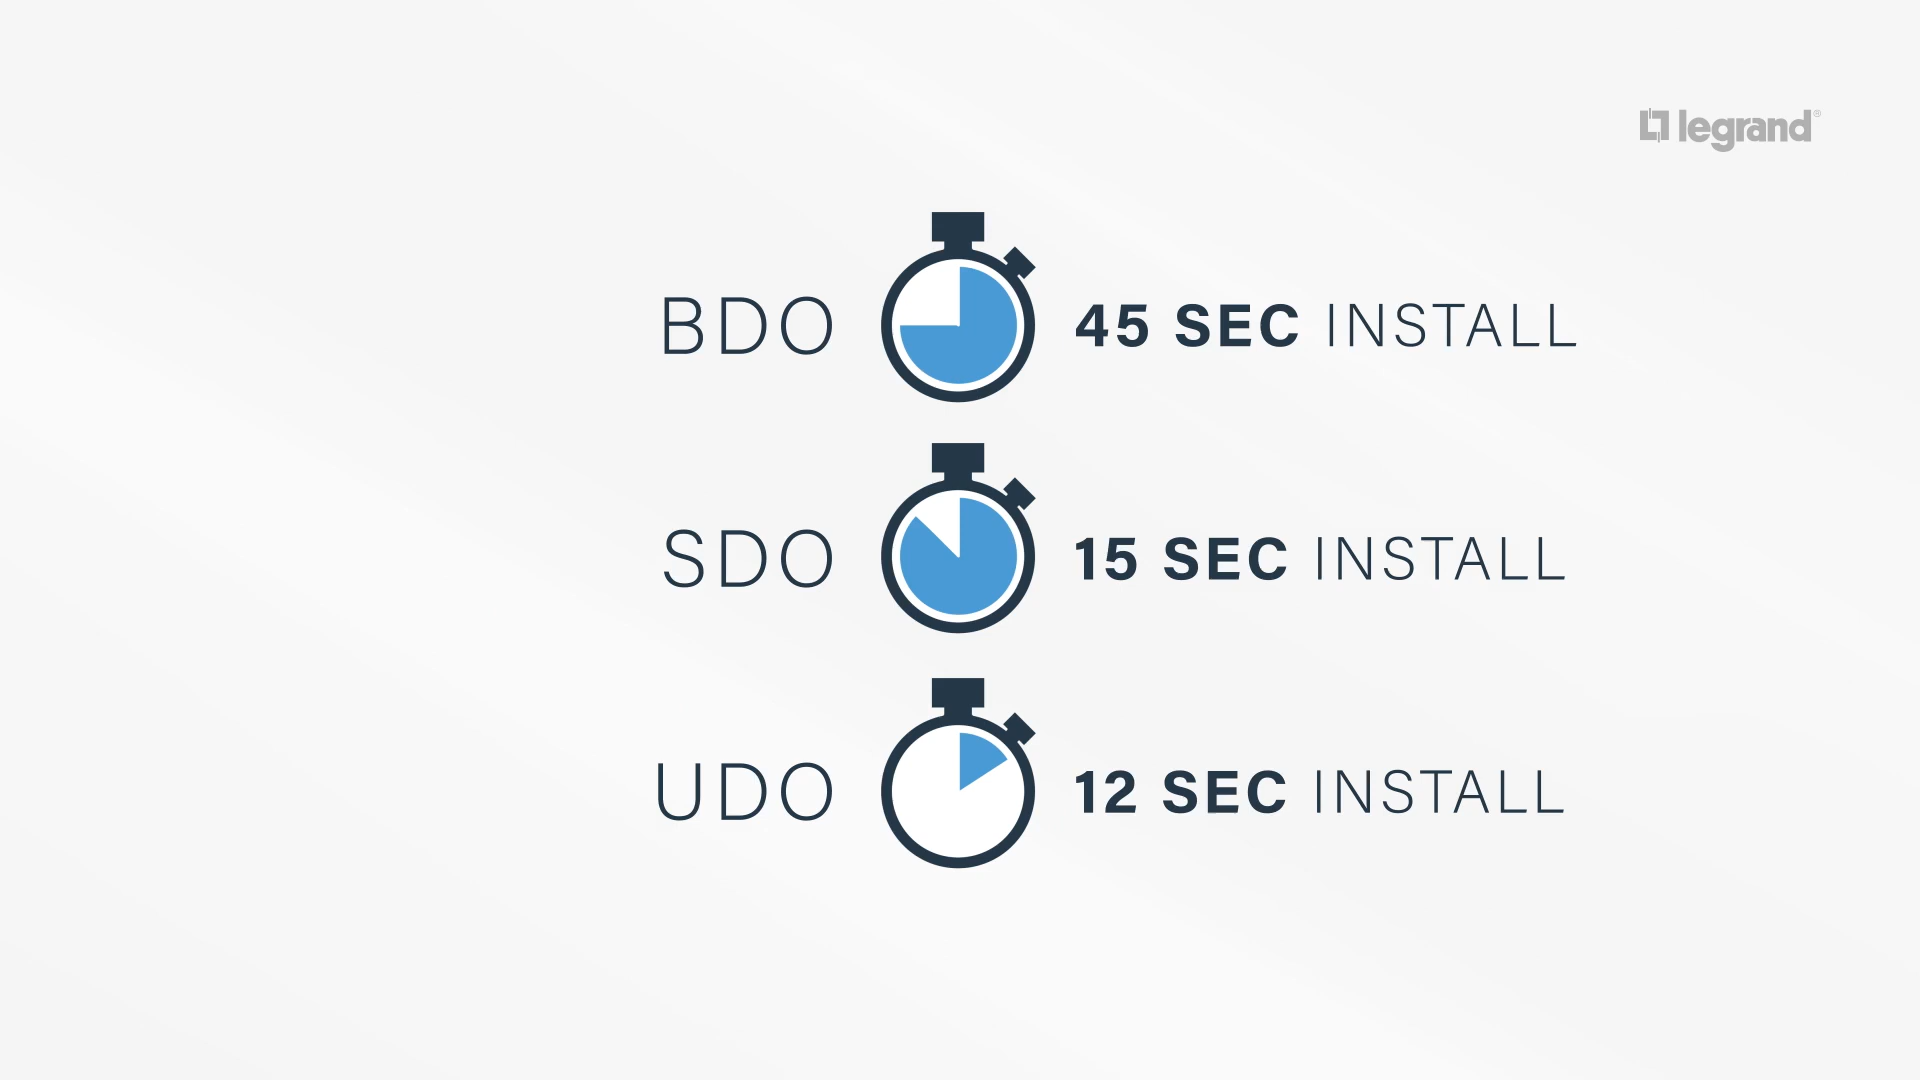 legrand®
BDO 45 SEC INSTALL
SDO 15 SEC INSTALL
UDO 12 SEC INSTALL